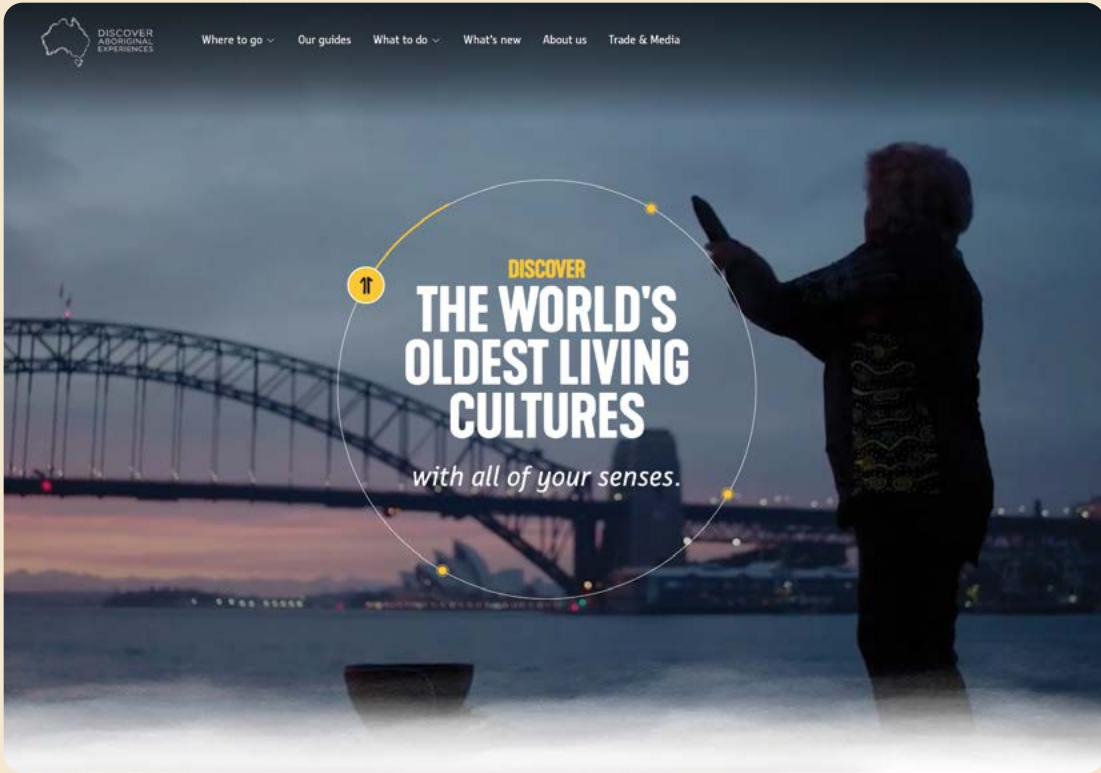 DISCOVER
ABORIGINAL
EXPERIENCES
Where to go
Our guides
What to do
What's new
About us
Trade & Media
DISCOVER
THE WORLD'S
OLDEST LIVING
CULTURES
with all of your senses.